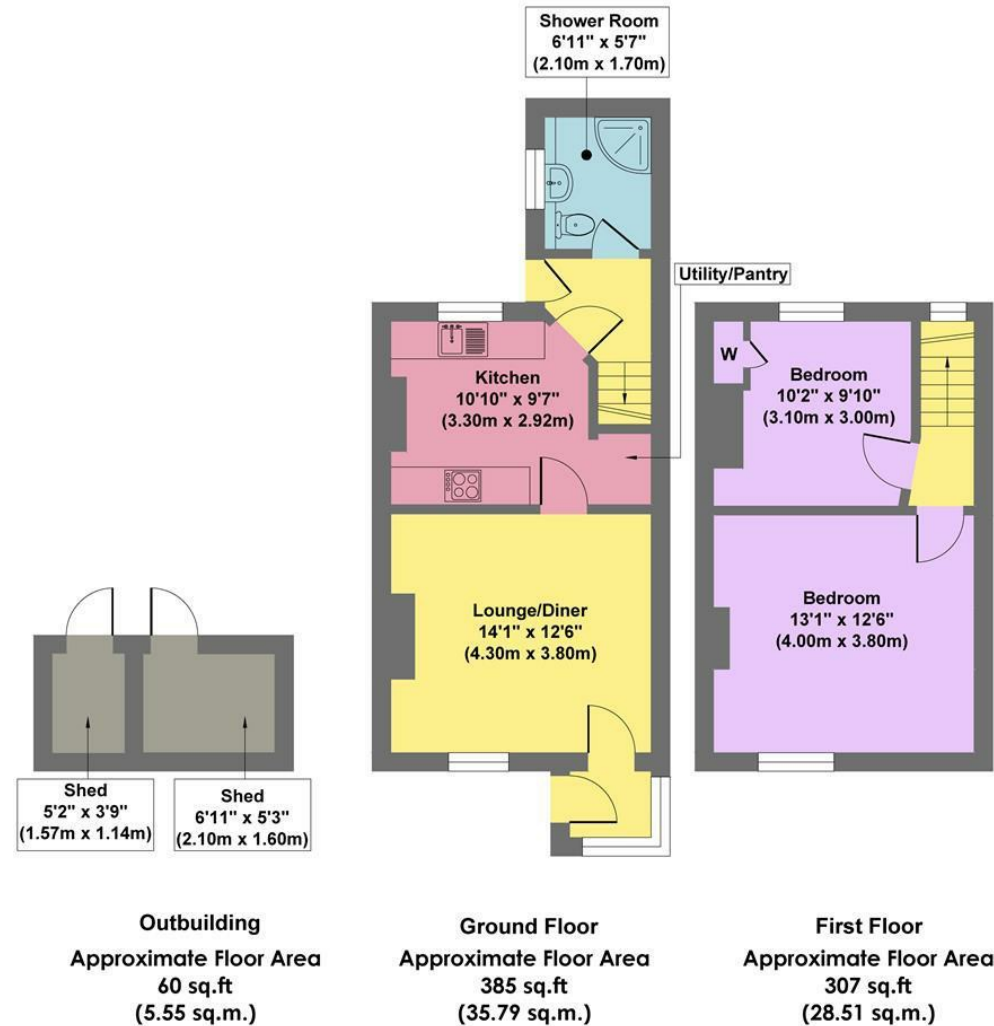 Shower Room
6'11" x 5'7"
(2.10m x 1.70m)
Utility/Pantry
Kitchen
10'10" x 9'7"
(3.30m x 2.92m)
W
Bedroom
10'2" x 9'10"
(3.10m x 3.00m)
Lounge/Diner
14'1" x 12'6"
(4.30m x 3.80m)
Bedroom
13'1" x 12'6"
(4.00m x 3.80m)
Shed
5'2" x 3'9"
(1.57m x 1.14m)
Shed
6'11" x 5'3"
(2.10m x 1.60m)
Outbuilding
Approximate Floor Area
60 sq.ft
(5.55 sq.m.)
Ground Floor
Approximate Floor Area
385 sq.ft
(35.79 sq.m.)
First Floor
Approximate Floor Area
307 sq.ft
(28.51 sq.m.)